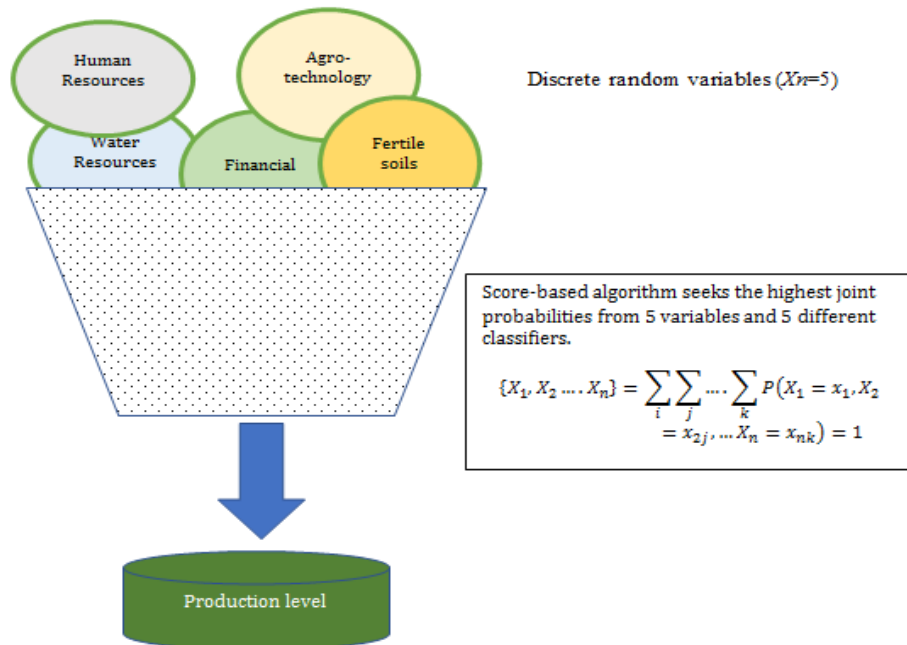 Human
Resources
Agro-
technology
Discrete random variables (Xn=5)
Water
Resources
Financial
Fertile
soils
Score-based algorithm seeks the highest joint
probabilities from 5 variables and 5 different
classifiers.
{X₁, X₂ .... Xₙ} = ∑ᵢ ∑ⱼ .... ∑ₖ P(X₁ = x₁, X₂
= x₂ⱼ, ... Xₙ = xₙₖ) = 1
Production level